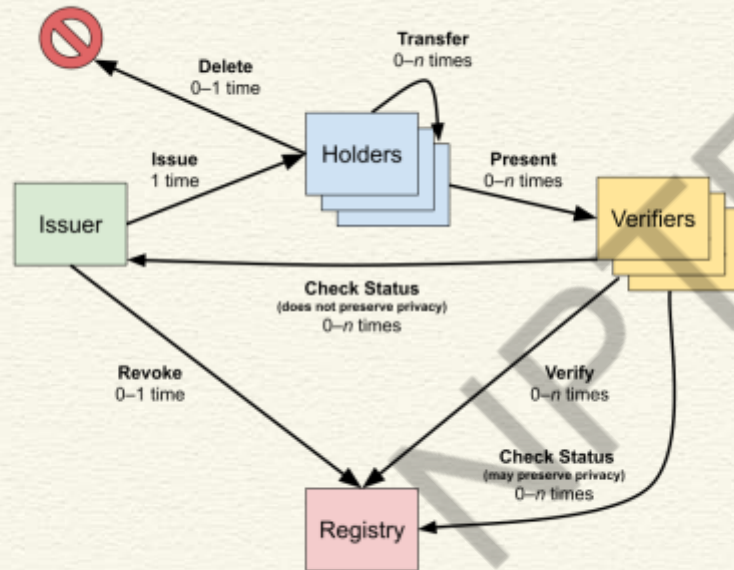 Transfer
0–n times
Delete
0–1 time
Holders
Issue
1 time
Present
0–n times
Issuer
Verifiers
Check Status
(does not preserve privacy)
0–n times
Revoke
0–1 time
Verify
0–n times
Check Status
(may preserve privacy)
0–n times
Registry